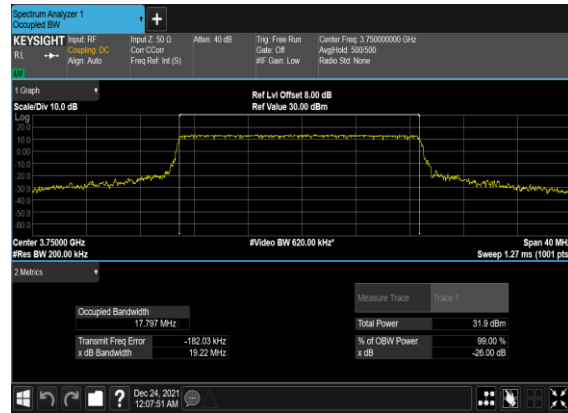 Spectrum Analyzer 1
Occupied BW
+
KEYSIGHT Input: RF Input Z: 50 Ω Atten: 40 dB Trig: Free Run Center Freq: 3.750000000 GHz
RL Coupling: DC Corr CCorr Gate: Off Avg|Hold: 500/500
Align: Auto Freq Ref: Int (S) #IF Gain: Low Radio Std: None
1 Graph
Ref Lvl Offset 8.00 dB
Scale/Div 10.0 dB Ref Value 30.00 dBm
Log
20.0
10.0
0.00
-10.0
-20.0
-30.0
-40.0
-50.0
-60.0
Center 3.75000 GHz #Video BW 620.00 kHz* Span 40 MHz
#Res BW 200.00 kHz Sweep 1.27 ms (1001 pts)
2 Metrics
Measure Trace Trace 1
Occupied Bandwidth
17.797 MHz Total Power 31.9 dBm
Transmit Freq Error -182.03 kHz % of OBW Power 99.00 %
x dB Bandwidth 19.22 MHz x dB -26.00 dB
? Dec 24, 2021
12:07:51 AM